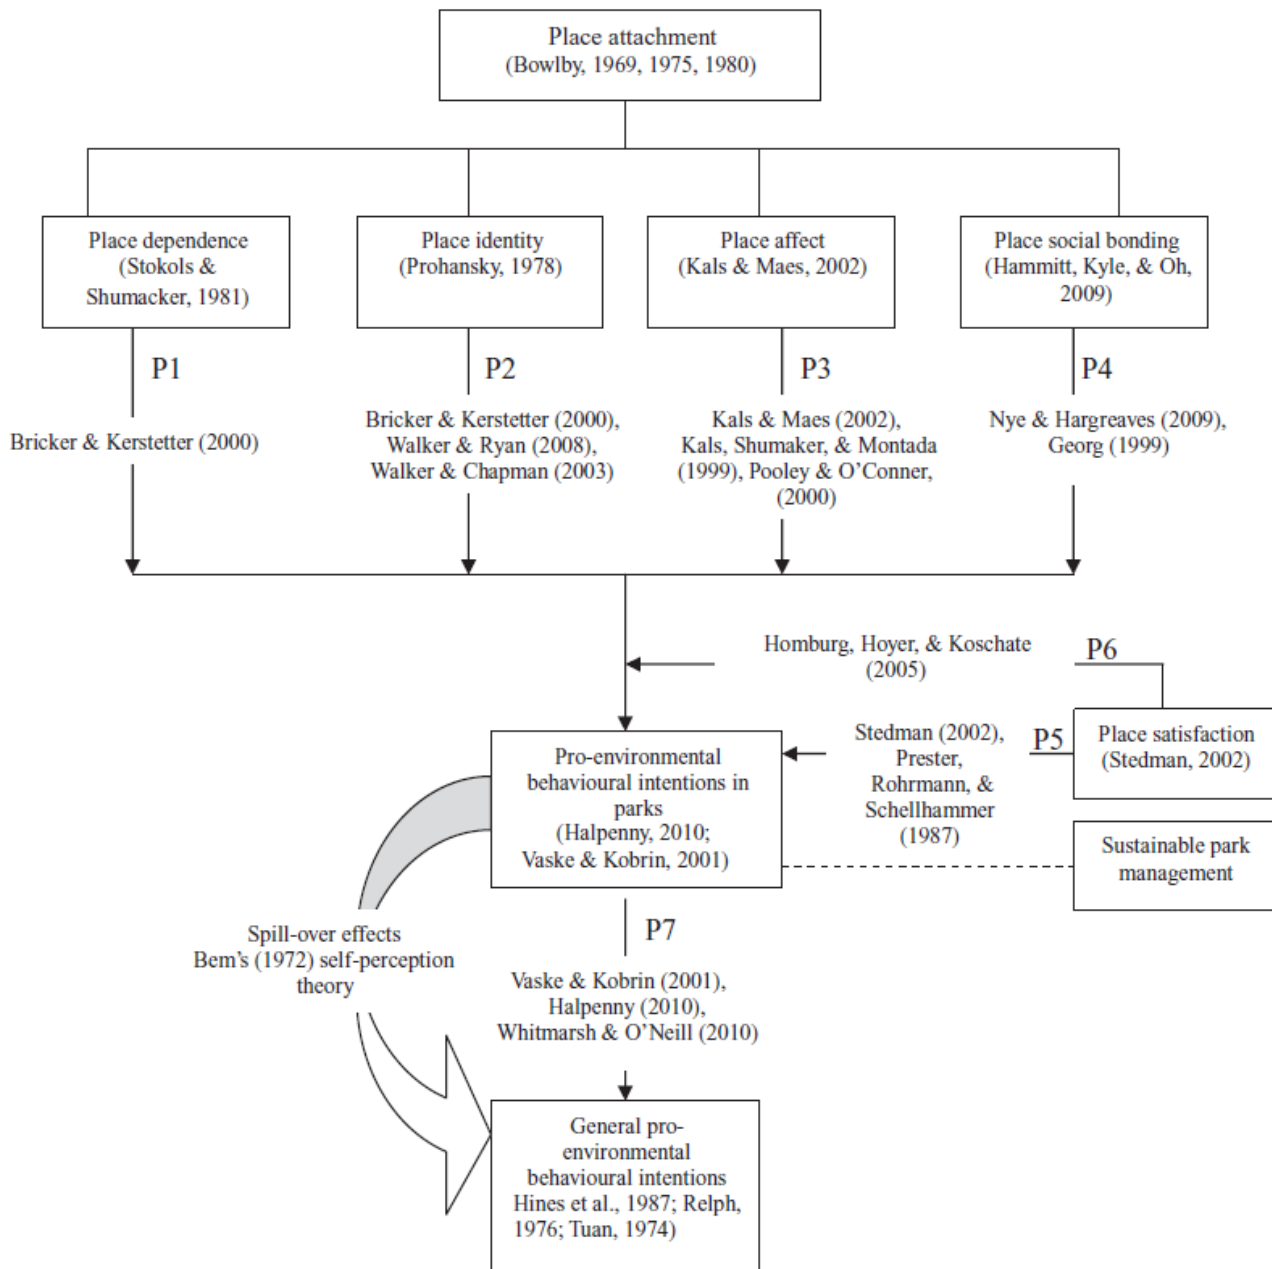 Place attachment
(Bowlby, 1969, 1975, 1980)
Place dependence
(Stokols &
Shumacker, 1981)
Place identity
(Prohansky, 1978)
Place affect
(Kals & Maes, 2002)
Place social bonding
(Hammitt, Kyle, & Oh,
2009)
P1
P2
P3
P4
Bricker & Kerstetter (2000)
Bricker & Kerstetter (2000),
Walker & Ryan (2008),
Walker & Chapman (2003)
Kals & Maes (2002),
Kals, Shumaker, & Montada
(1999), Pooley & O’Conner,
(2000)
Nye & Hargreaves (2009),
Georg (1999)
Homburg, Hoyer, & Koschate
(2005)
P6
Pro-environmental
behavioural intentions in
parks
(Halpenny, 2010;
Vaske & Kobrin, 2001)
Stedman (2002),
Prester,
Rohrmann, &
Schellhammer
(1987)
P5
Place satisfaction
(Stedman, 2002)
Sustainable park
management
Spill-over effects
Bem’s (1972) self-perception
theory
P7
Vaske & Kobrin (2001),
Halpenny (2010),
Whitmarsh & O’Neill (2010)
General pro-
environmental
behavioural intentions
Hines et al., 1987; Relph,
1976; Tuan, 1974)